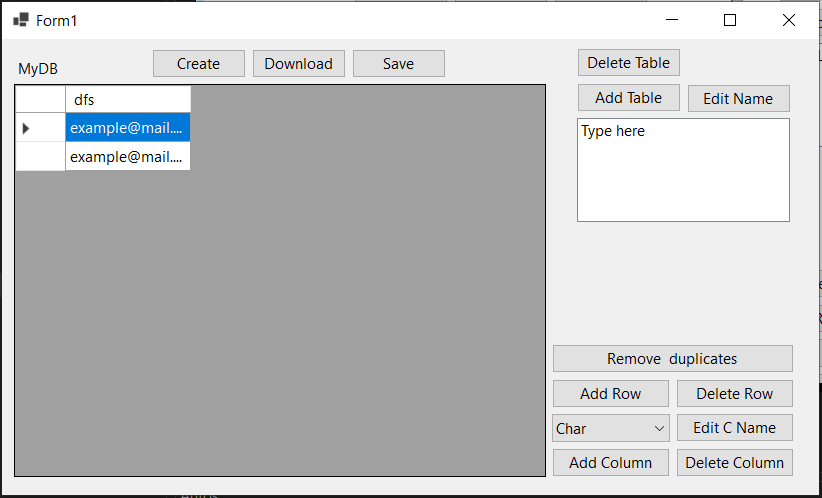 Form1
MyDB
Create
Download
Save
Delete Table
Add Table
Edit Name
Type here
dfs
example@mail....
example@mail....
Remove  duplicates
Add Row
Delete Row
Char
Edit C Name
Add Column
Delete Column